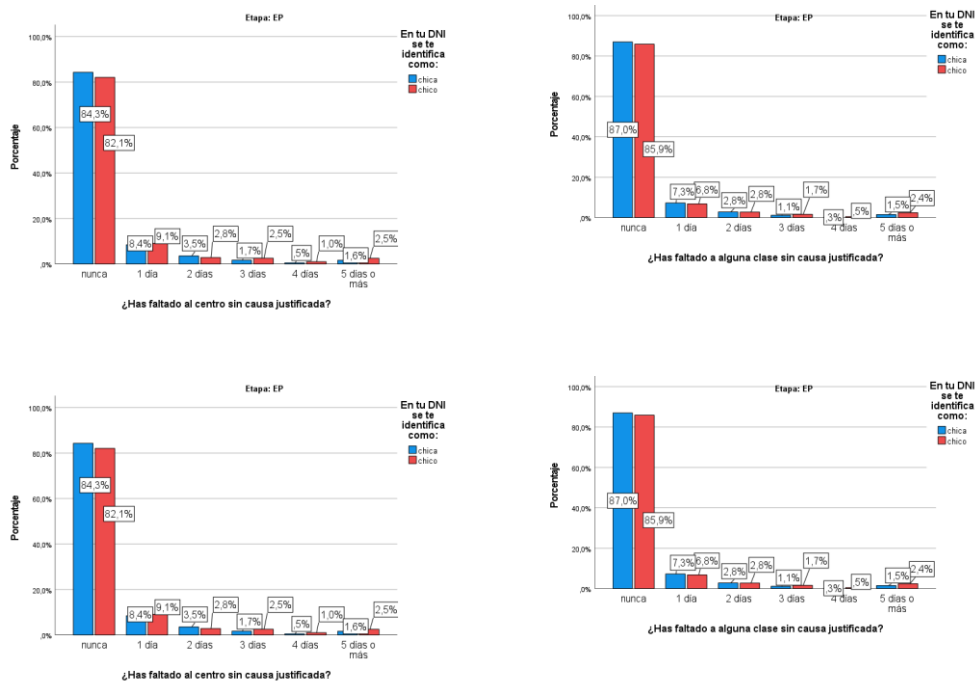 Etapa: EP
En tu DNI
se te
identifica
como:
chica
chico
Porcentaje
100,0%
80,0%
60,0%
40,0%
20,0%
,0%
84,3%
82,1%
8,4%
9,1%
3,5%
2,8%
1,7%
2,5%
,5%
1,0%
1,6%
2,5%
nunca
1 día
2 días
3 días
4 días
5 días o
más
¿Has faltado al centro sin causa justificada?
Etapa: EP
En tu DNI
se te
identifica
como:
chica
chico
Porcentaje
100,0%
80,0%
60,0%
40,0%
20,0%
,0%
87,0%
85,9%
7,3%
6,8%
2,8%
2,8%
1,1%
1,7%
,3%
,5%
1,5%
2,4%
nunca
1 día
2 días
3 días
4 días
5 días o
más
¿Has faltado a alguna clase sin causa justificada?
Etapa: EP
En tu DNI
se te
identifica
como:
chica
chico
Porcentaje
100,0%
80,0%
60,0%
40,0%
20,0%
,0%
84,3%
82,1%
8,4%
9,1%
3,5%
2,8%
1,7%
2,5%
,5%
1,0%
1,6%
2,5%
nunca
1 día
2 días
3 días
4 días
5 días o
más
¿Has faltado al centro sin causa justificada?
Etapa: EP
En tu DNI
se te
identifica
como:
chica
chico
Porcentaje
100,0%
80,0%
60,0%
40,0%
20,0%
,0%
87,0%
85,9%
7,3%
6,8%
2,8%
2,8%
1,1%
1,7%
,3%
,5%
1,5%
2,4%
nunca
1 día
2 días
3 días
4 días
5 días o
más
¿Has faltado a alguna clase sin causa justificada?